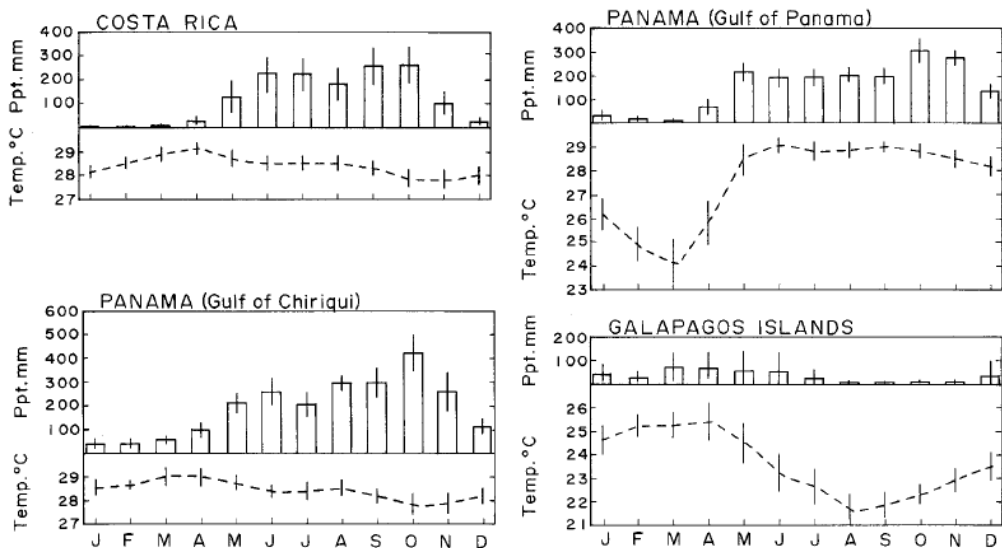 COSTA RICA
400
300
200
100
Ppt. mm
29
28
27
Temp. °C
PANAMA (Gulf of Panama)
400
300
200
100
Ppt. mm
29
28
27
26
25
24
23
Temp. °C
PANAMA (Gulf of Chiriqui)
600
500
400
300
200
100
Ppt. mm
29
28
27
Temp. °C
J F M A M J J A S O N D
GALAPAGOS ISLANDS
200
100
Ppt. mm
26
25
24
23
22
21
Temp. °C
J F M A M J J A S O N D